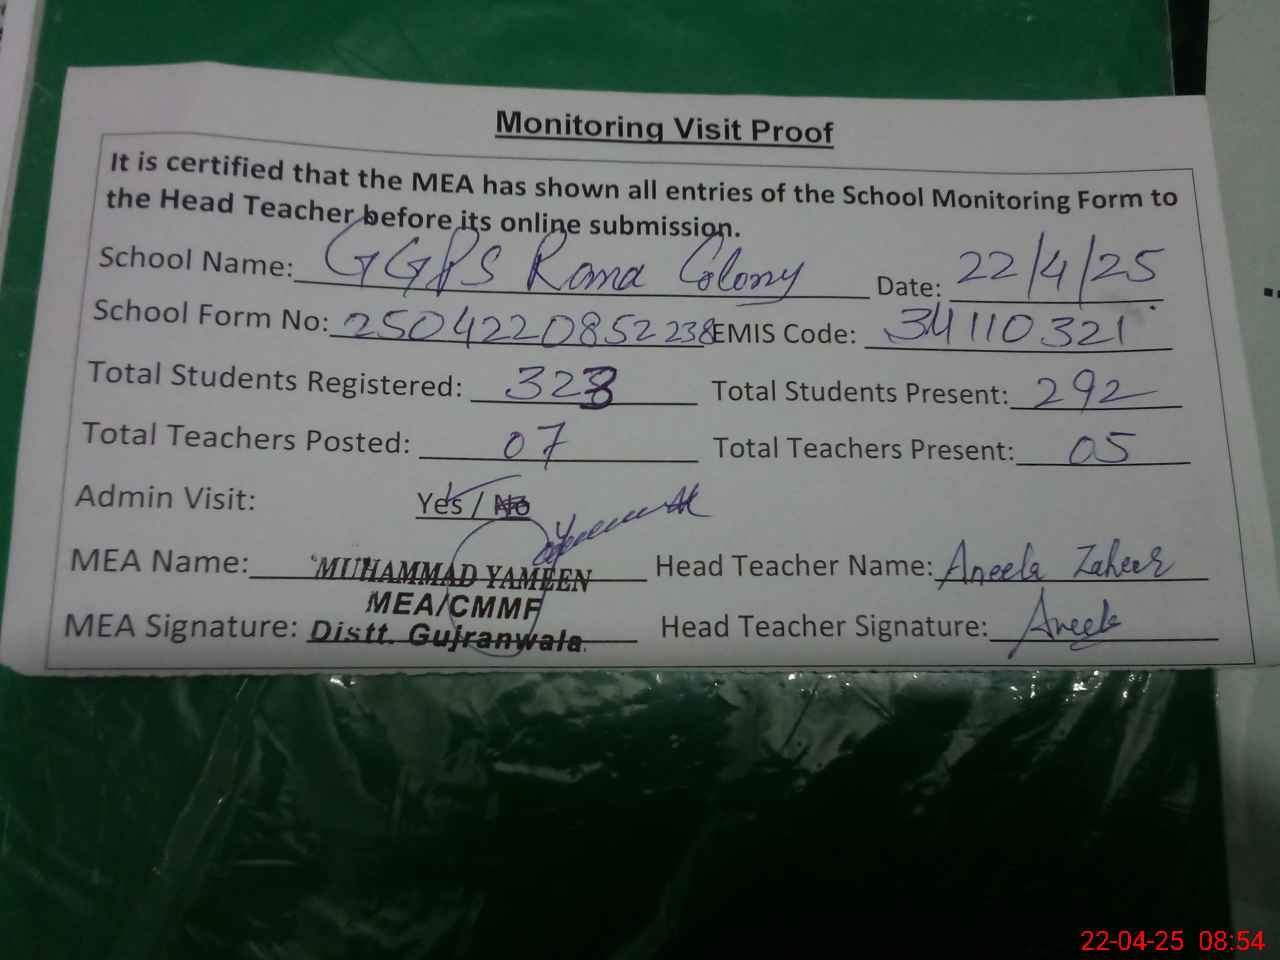 Monitoring Visit Proof
It is certified that the MEA has shown all entries of the School Monitoring Form to
the Head Teacher before its online submission.
School Name: GGPS Rana Colony Date: 22/4/25
School Form No: 2504220852238 EMIS Code: 34110321
Total Students Registered: 323 Total Students Present: 292
Total Teachers Posted: 07 Total Teachers Present: 05
Admin Visit: Yes / No
MEA Name: MUHAMMAD YAMEEN Head Teacher Name: Aneela Zaheer
MEA/CMMF
MEA Signature: Distt. Gujranwala. Head Teacher Signature: Aneela
22-04-25 08:54